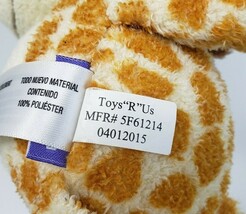 TODO NUEVO MATERIAL
CONTENIDO
100% POLIÉSTER
Toys"R"Us
MFR# 5F61214
04012015